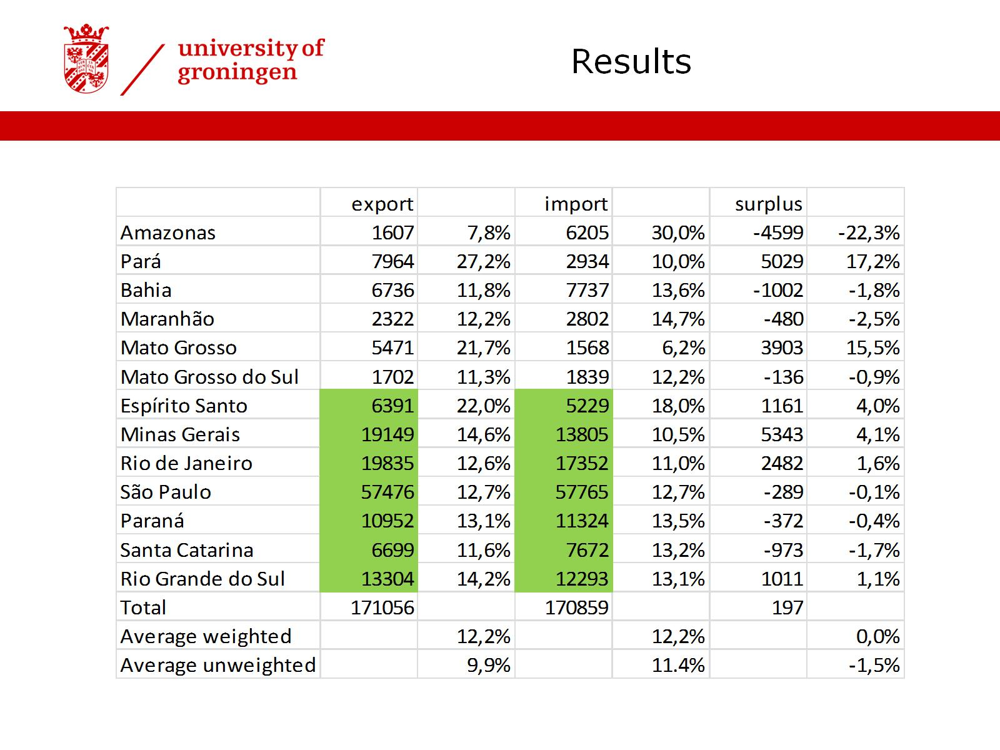 university of
groningen
Results
export import surplus
Amazonas 1607 7,8% 6205 30,0% -4599 -22,3%
Pará 7964 27,2% 2934 10,0% 5029 17,2%
Bahia 6736 11,8% 7737 13,6% -1002 -1,8%
Maranhão 2322 12,2% 2802 14,7% -480 -2,5%
Mato Grosso 5471 21,7% 1568 6,2% 3903 15,5%
Mato Grosso do Sul 1702 11,3% 1839 12,2% -136 -0,9%
Espírito Santo 6391 22,0% 5229 18,0% 1161 4,0%
Minas Gerais 19149 14,6% 13805 10,5% 5343 4,1%
Rio de Janeiro 19835 12,6% 17352 11,0% 2482 1,6%
São Paulo 57476 12,7% 57765 12,7% -289 -0,1%
Paraná 10952 13,1% 11324 13,5% -372 -0,4%
Santa Catarina 6699 11,6% 7672 13,2% -973 -1,7%
Rio Grande do Sul 13304 14,2% 12293 13,1% 1011 1,1%
Total 171056 170859 197
Average weighted 12,2% 12,2% 0,0%
Average unweighted 9,9% 11.4% -1,5%